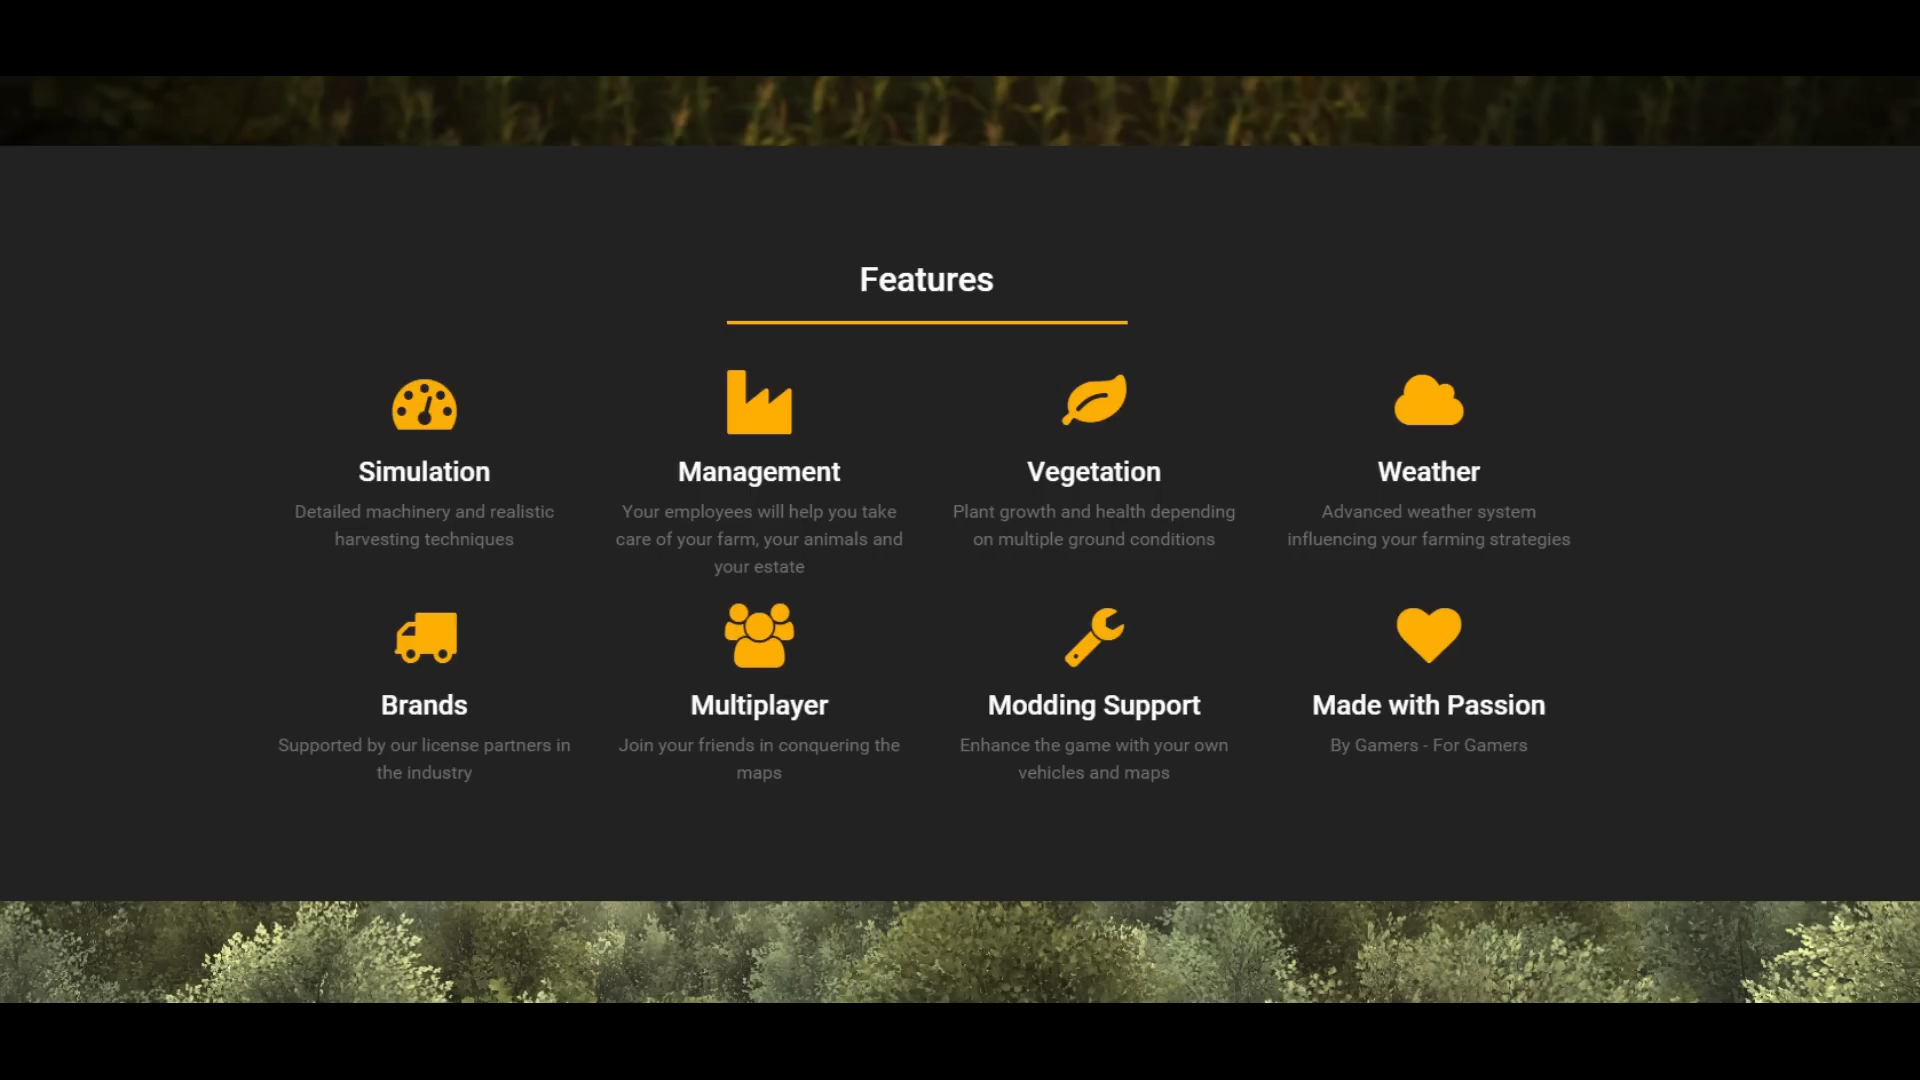 Features
Simulation
Detailed machinery and realistic
harvesting techniques
Management
Your employees will help you take
care of your farm, your animals and
your estate
Vegetation
Plant growth and health depending
on multiple ground conditions
Weather
Advanced weather system
influencing your farming strategies
Brands
Supported by our license partners in
the industry
Multiplayer
Join your friends in conquering the
maps
Modding Support
Enhance the game with your own
vehicles and maps
Made with Passion
By Gamers - For Gamers